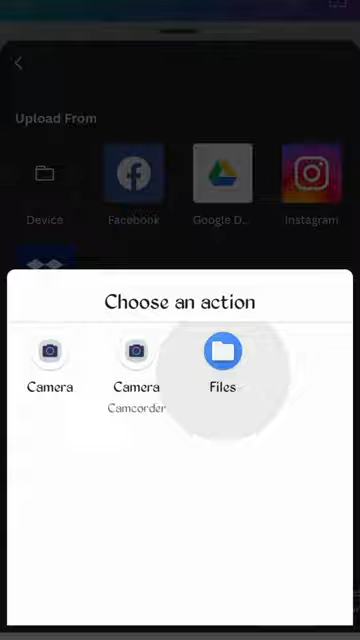 Upload From
Device
Facebook
Google D...
Instagram
Choose an action
Camera
Camera
Files
Camcorder